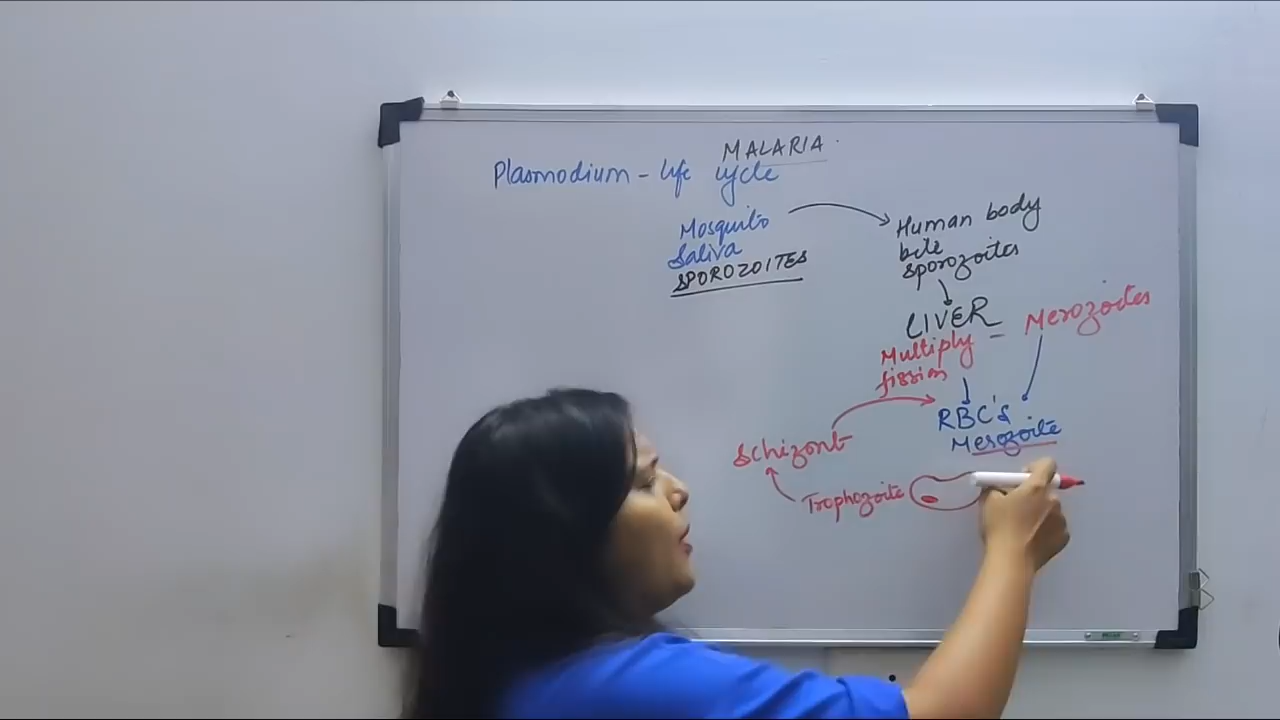 MALARIA
Plasmodium - life cycle
Mosquito
Saliva
SPOROZOITES
Human body
bite
sporozoites
LIVER
Multiply - Merozoites
fission
RBC's
Merozoite
Schizont
Trophozoite